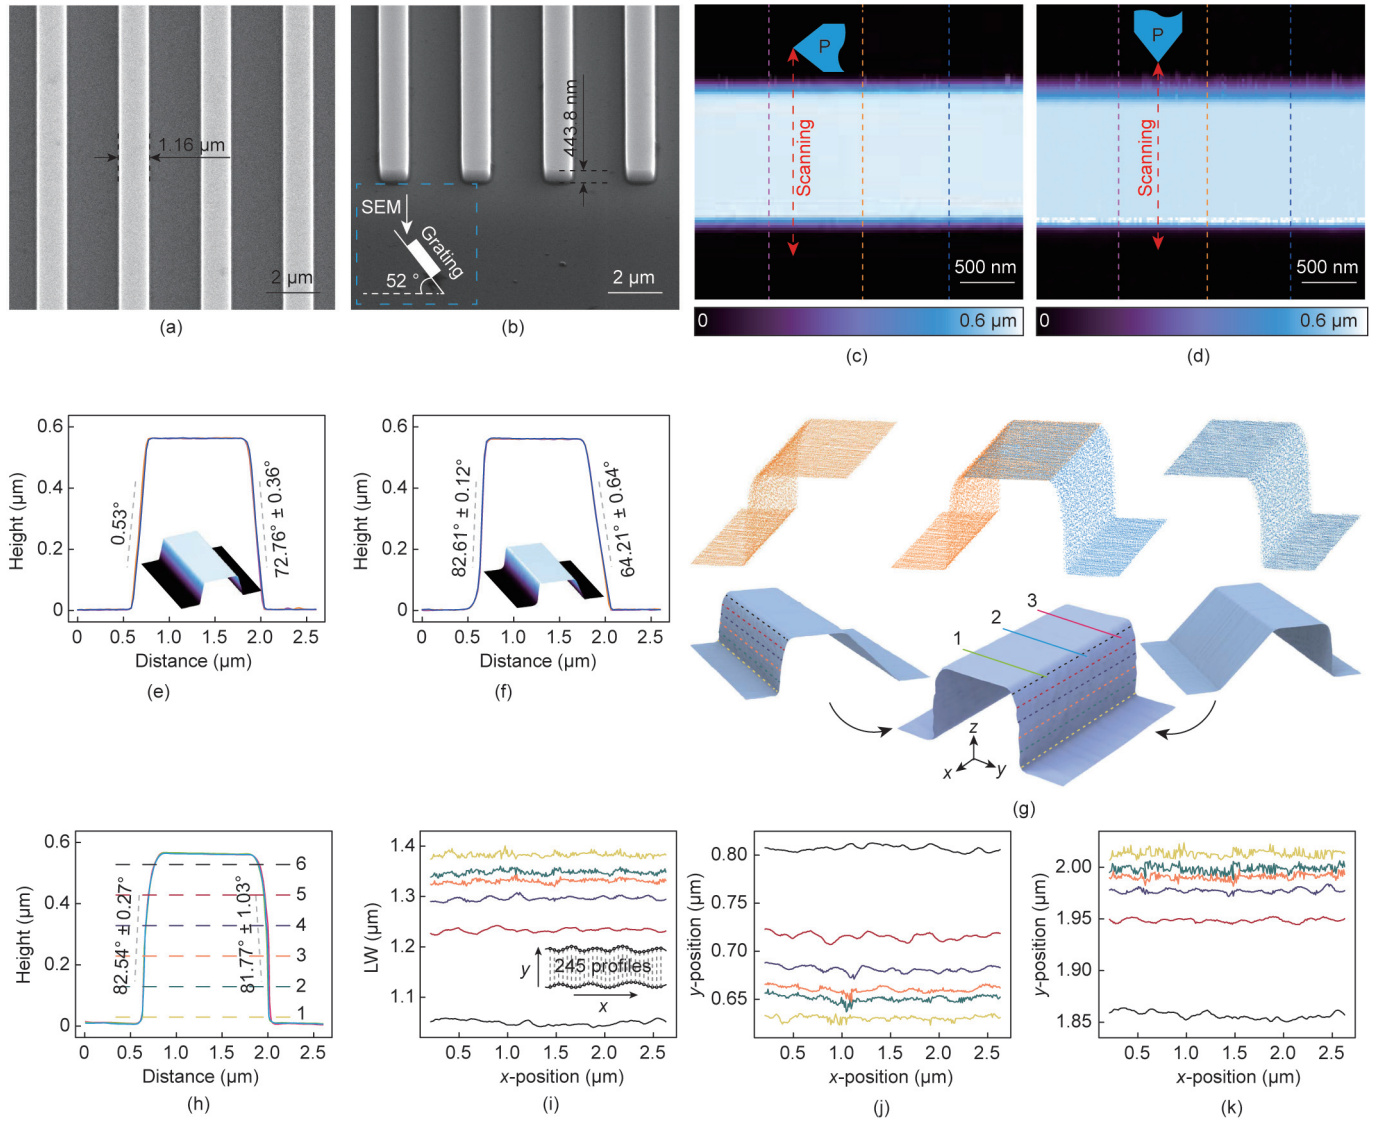 1.16 µm
2 µm
(a)
443.8 nm
SEM
Grating
52 °
2 µm
(b)
P
Scanning
500 nm
0
0.6 µm
(c)
P
Scanning
500 nm
0
0.6 µm
(d)
Height (µm)
0.6
0.4
0.2
0
0.53°
72.76° ± 0.36°
0
0.5
1.0
1.5
2.0
2.5
Distance (µm)
(e)
Height (µm)
0.6
0.4
0.2
0
82.61° ± 0.12°
64.21° ± 0.64°
0
0.5
1.0
1.5
2.0
2.5
Distance (µm)
(f)
1
2
3
z
x
y
(g)
Height (µm)
0.6
0.4
0.2
0
82.54° ± 0.27°
81.77° ± 1.03°
6
5
4
3
2
1
0
0.5
1.0
1.5
2.0
2.5
Distance (µm)
(h)
LW (µm)
1.4
1.3
1.2
1.1
y
245 profiles
x
0.5
1.0
1.5
2.0
2.5
x-position (µm)
(i)
y-position (µm)
0.80
0.75
0.70
0.65
0.5
1.0
1.5
2.0
2.5
x-position (µm)
(j)
y-position (µm)
2.00
1.95
1.90
1.85
0.5
1.0
1.5
2.0
2.5
x-position (µm)
(k)